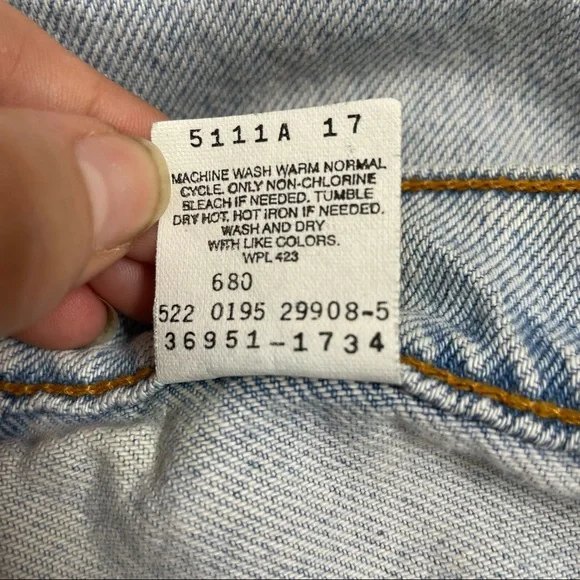 5111A 17
MACHINE WASH WARM NORMAL
CYCLE. ONLY NON-CHLORINE
BLEACH IF NEEDED. TUMBLE
DRY HOT. HOT IRON IF NEEDED.
WASH AND DRY
WITH LIKE COLORS.
WPL 423
680
522 0195 29908-5
36951-1734